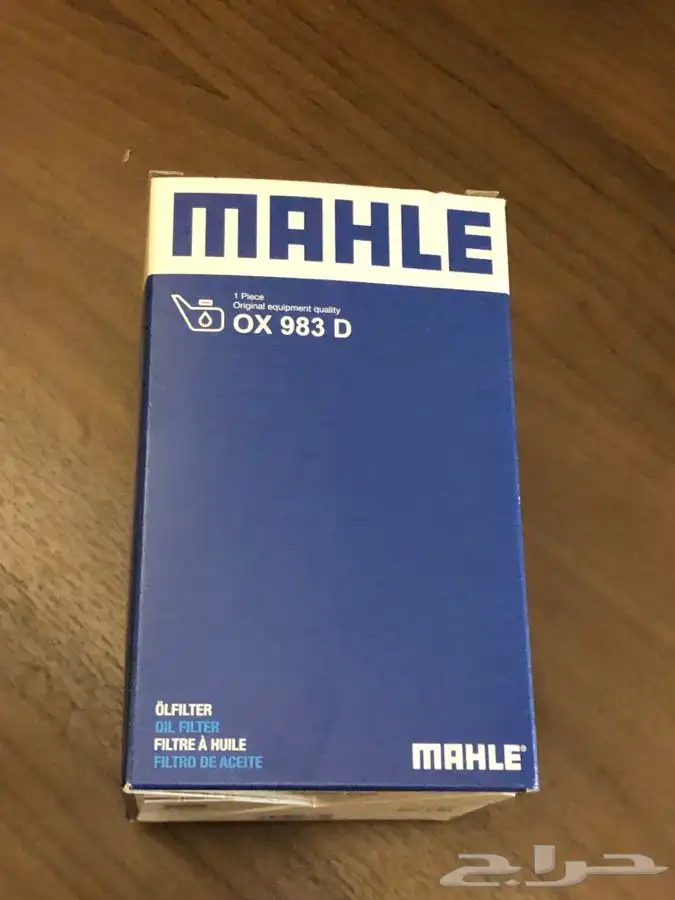 MAHLE
1 Piece
Original equipment quality
OX 983 D
ÖLFILTER
OIL FILTER
FILTRE À HUILE
FILTRO DE ACEITE
MAHLE®
حراج